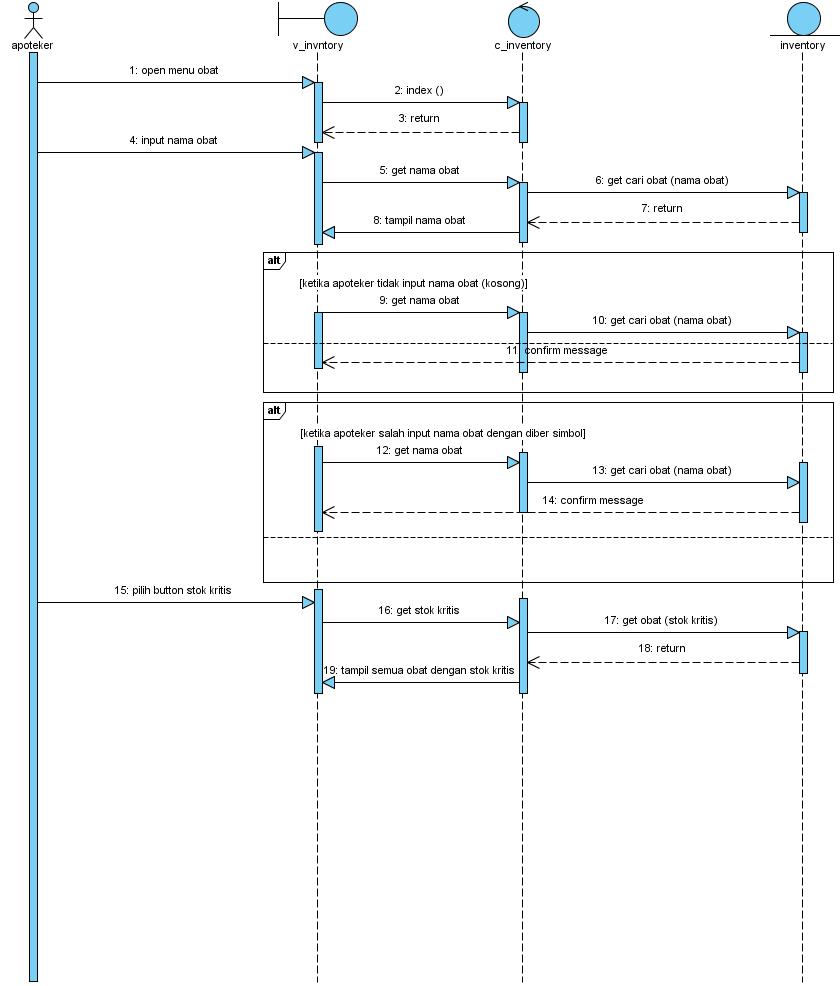 apoteker
v_invntory
c_inventory
inventory
1: open menu obat
2: index ()
3: return
4: input nama obat
5: get nama obat
6: get cari obat (nama obat)
7: return
8: tampil nama obat
alt
[ketika apoteker tidak input nama obat (kosong)]
9: get nama obat
10: get cari obat (nama obat)
11: confirm message
alt
[ketika apoteker salah input nama obat dengan diber simbol]
12: get nama obat
13: get cari obat (nama obat)
14: confirm message
15: pilih button stok kritis
16: get stok kritis
17: get obat (stok kritis)
18: return
19: tampil semua obat dengan stok kritis